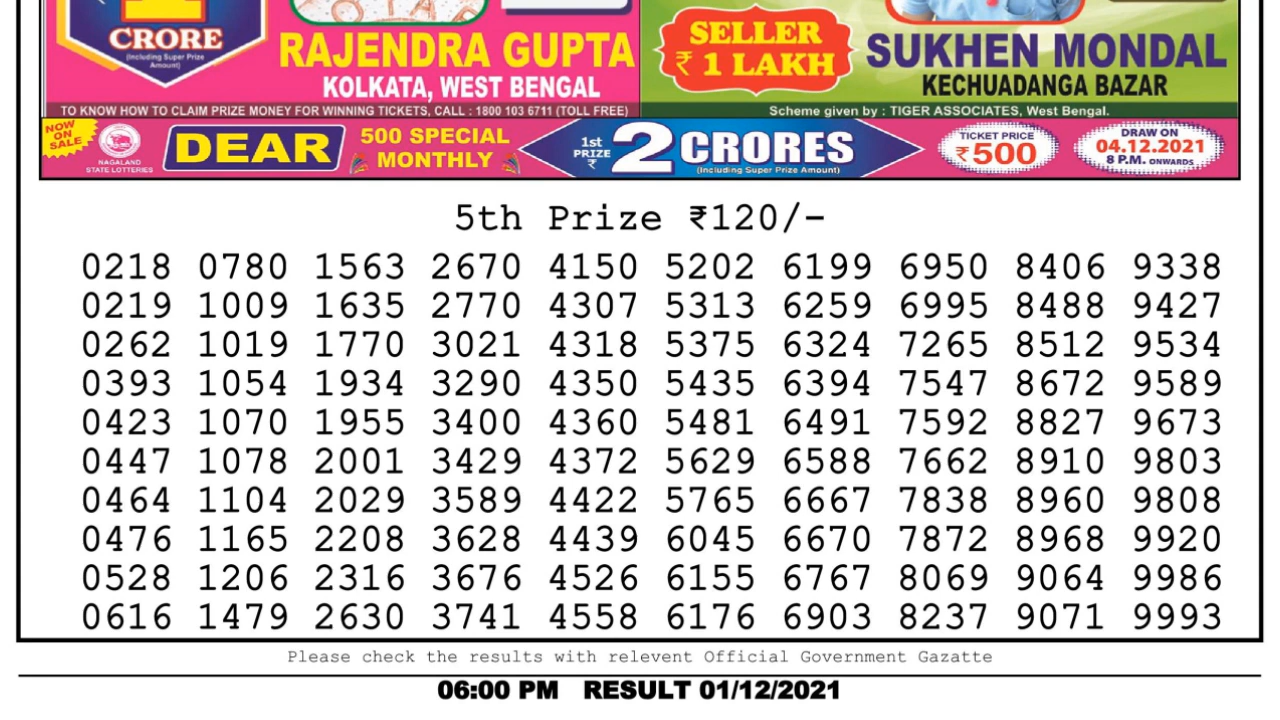 CRORE
(Including Super Prize
Amount)
RAJENDRA GUPTA
KOLKATA, WEST BENGAL
SELLER
₹ 1 LAKH
SUKHEN MONDAL
KECHUADANGA BAZAR
TO KNOW HOW TO CLAIM PRIZE MONEY FOR WINNING TICKETS, CALL : 1800 103 6711 (TOLL FREE)
Scheme given by : TIGER ASSOCIATES, West Bengal.
NOW
ON
SALE
NAGALAND
STATE LOTTERIES
DEAR
500 SPECIAL
MONTHLY
1st
PRIZE
₹
2 CRORES
(Including Super Prize Amount)
TICKET PRICE
₹500
DRAW ON
04.12.2021
8 P.M. ONWARDS
5th Prize ₹120/-
0218 0780 1563 2670 4150 5202 6199 6950 8406 9338
0219 1009 1635 2770 4307 5313 6259 6995 8488 9427
0262 1019 1770 3021 4318 5375 6324 7265 8512 9534
0393 1054 1934 3290 4350 5435 6394 7547 8672 9589
0423 1070 1955 3400 4360 5481 6491 7592 8827 9673
0447 1078 2001 3429 4372 5629 6588 7662 8910 9803
0464 1104 2029 3589 4422 5765 6667 7838 8960 9808
0476 1165 2208 3628 4439 6045 6670 7872 8968 9920
0528 1206 2316 3676 4526 6155 6767 8069 9064 9986
0616 1479 2630 3741 4558 6176 6903 8237 9071 9993
Please check the results with relevent Official Government Gazatte
06:00 PM RESULT 01/12/2021